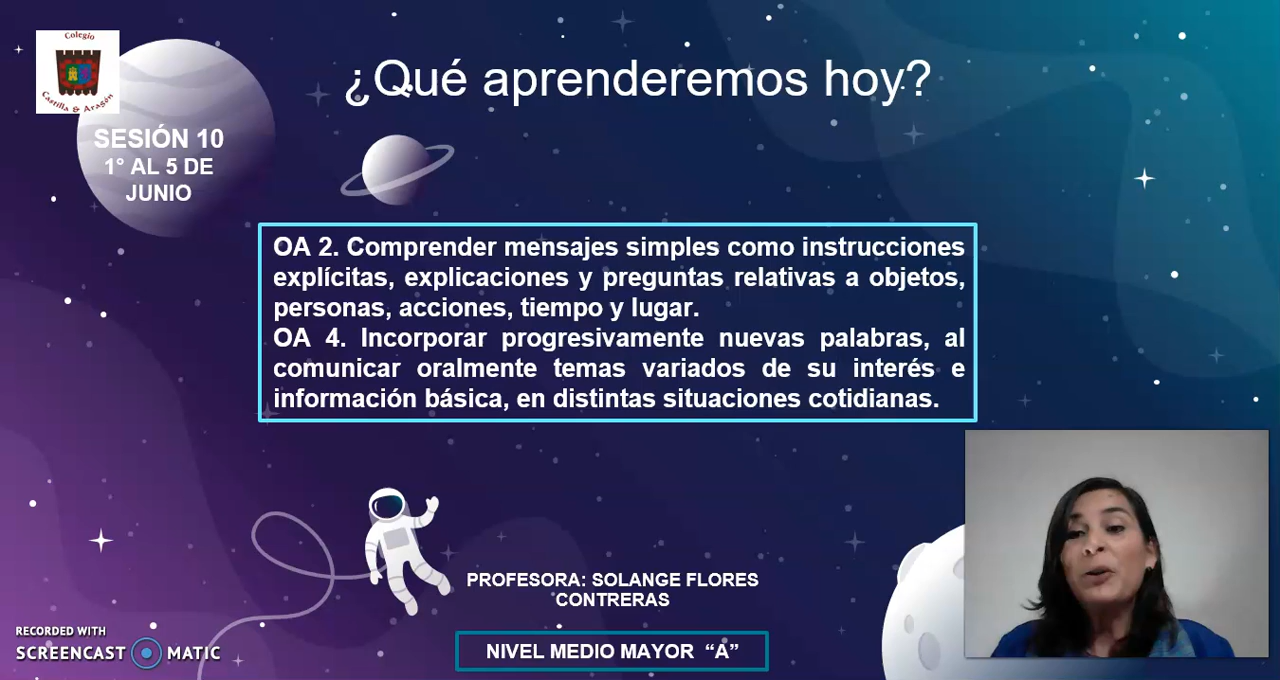 Colegio
Castilla & Aragón
¿Qué aprenderemos hoy?
SESIÓN 10
1° AL 5 DE
JUNIO
OA 2. Comprender mensajes simples como instrucciones
explícitas, explicaciones y preguntas relativas a objetos,
personas, acciones, tiempo y lugar.
OA 4. Incorporar progresivamente nuevas palabras, al
comunicar oralmente temas variados de su interés e
información básica, en distintas situaciones cotidianas.
PROFESORA: SOLANGE FLORES
CONTRERAS
NIVEL MEDIO MAYOR “A”
RECORDED WITH
SCREENCAST MATIC